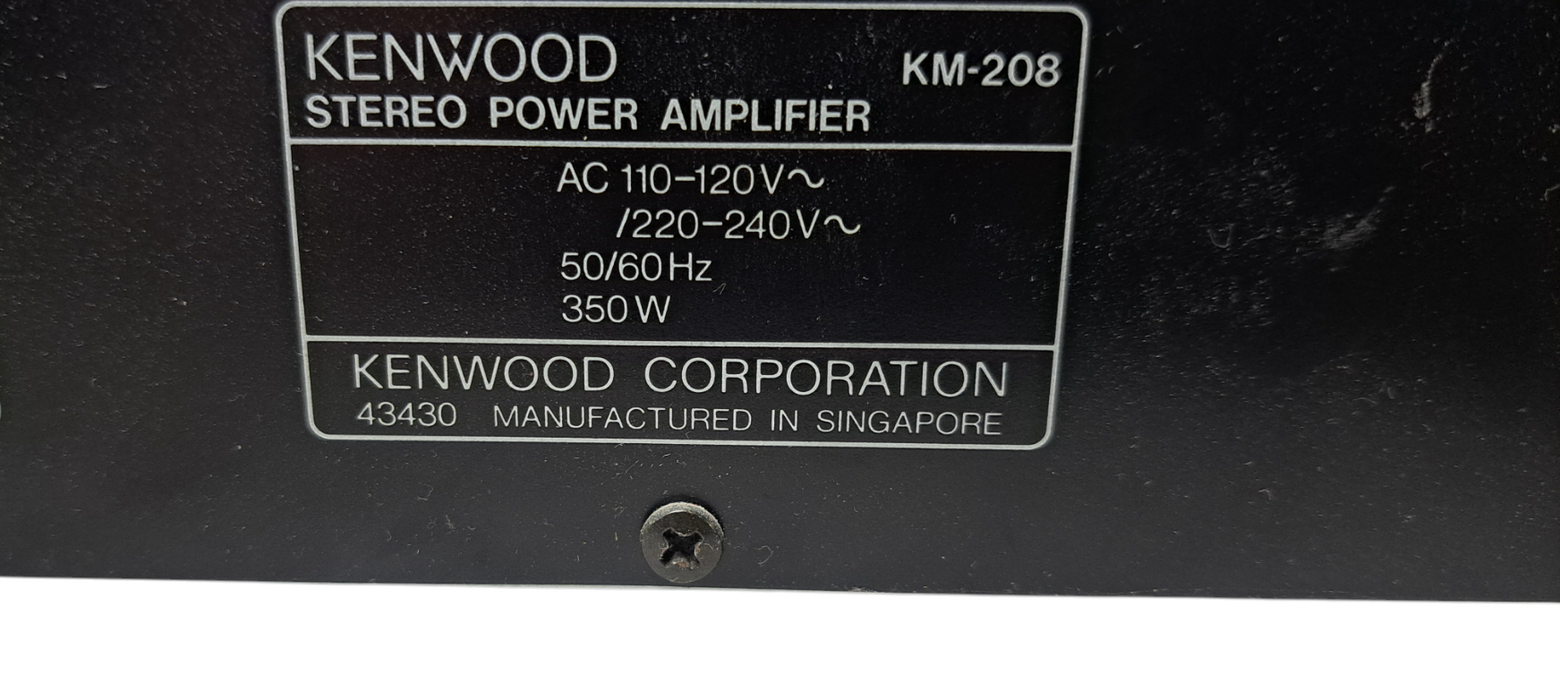 KENWOOD KM-208
STEREO POWER AMPLIFIER
AC 110–120V~
/220–240V~
50/60Hz
350W
KENWOOD CORPORATION
43430 MANUFACTURED IN SINGAPORE